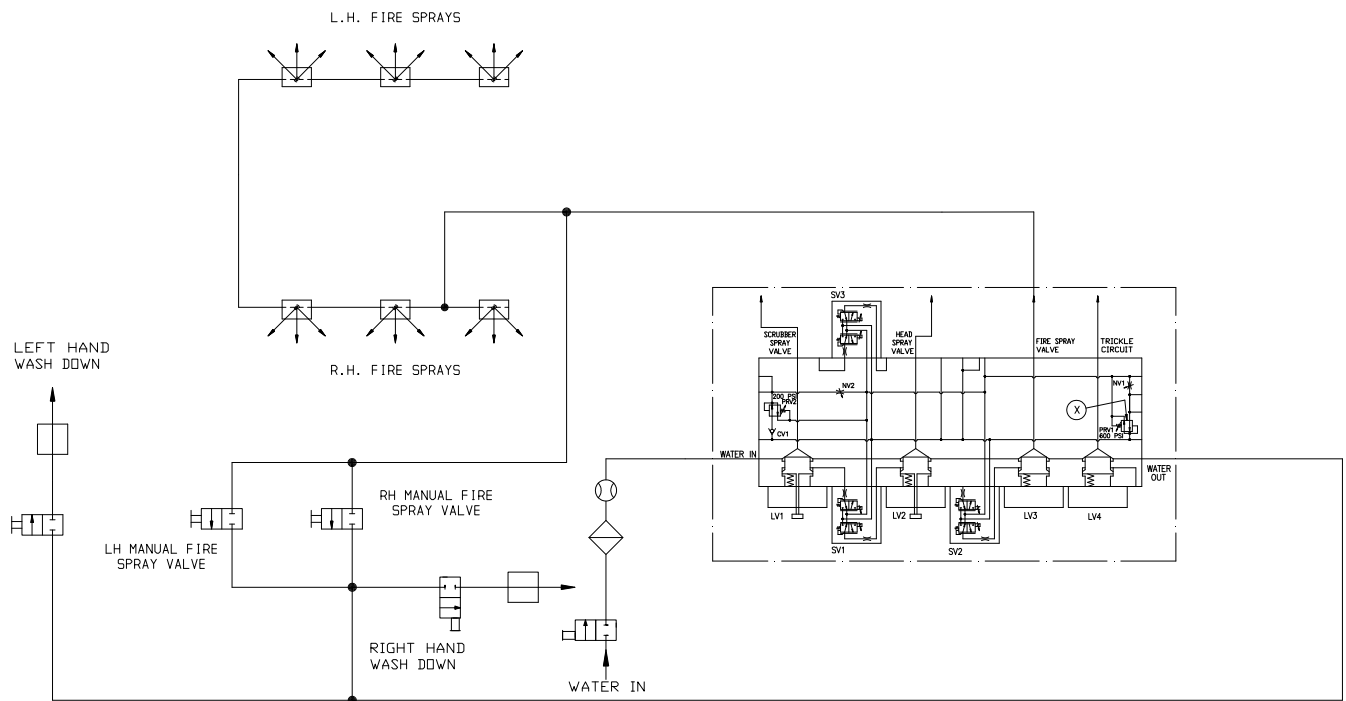 L.H. FIRE SPRAYS
R.H. FIRE SPRAYS
LEFT HAND
WASH DOWN
RH MANUAL FIRE
SPRAY VALVE
LH MANUAL FIRE
SPRAY VALVE
RIGHT HAND
WASH DOWN
WATER IN
SV3
SCRUBBER
SPRAY
VALVE
HEAD
SPRAY
VALVE
FIRE SPRAY
VALVE
TRICKLE
CIRCUIT
NV2
NV1
200 PSI
PRV2
X
CV1
PRV1
600 PSI
WATER IN
WATER
OUT
LV1
LV2
LV3
LV4
SV1
SV2